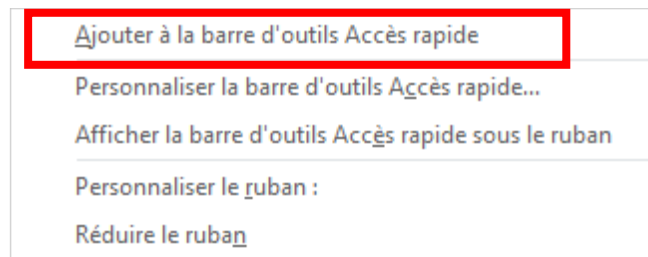 Ajouter à la barre d'outils Accès rapide
Personnaliser la barre d'outils Accès rapide...
Afficher la barre d'outils Accès rapide sous le ruban
Personnaliser le ruban :
Réduire le ruban